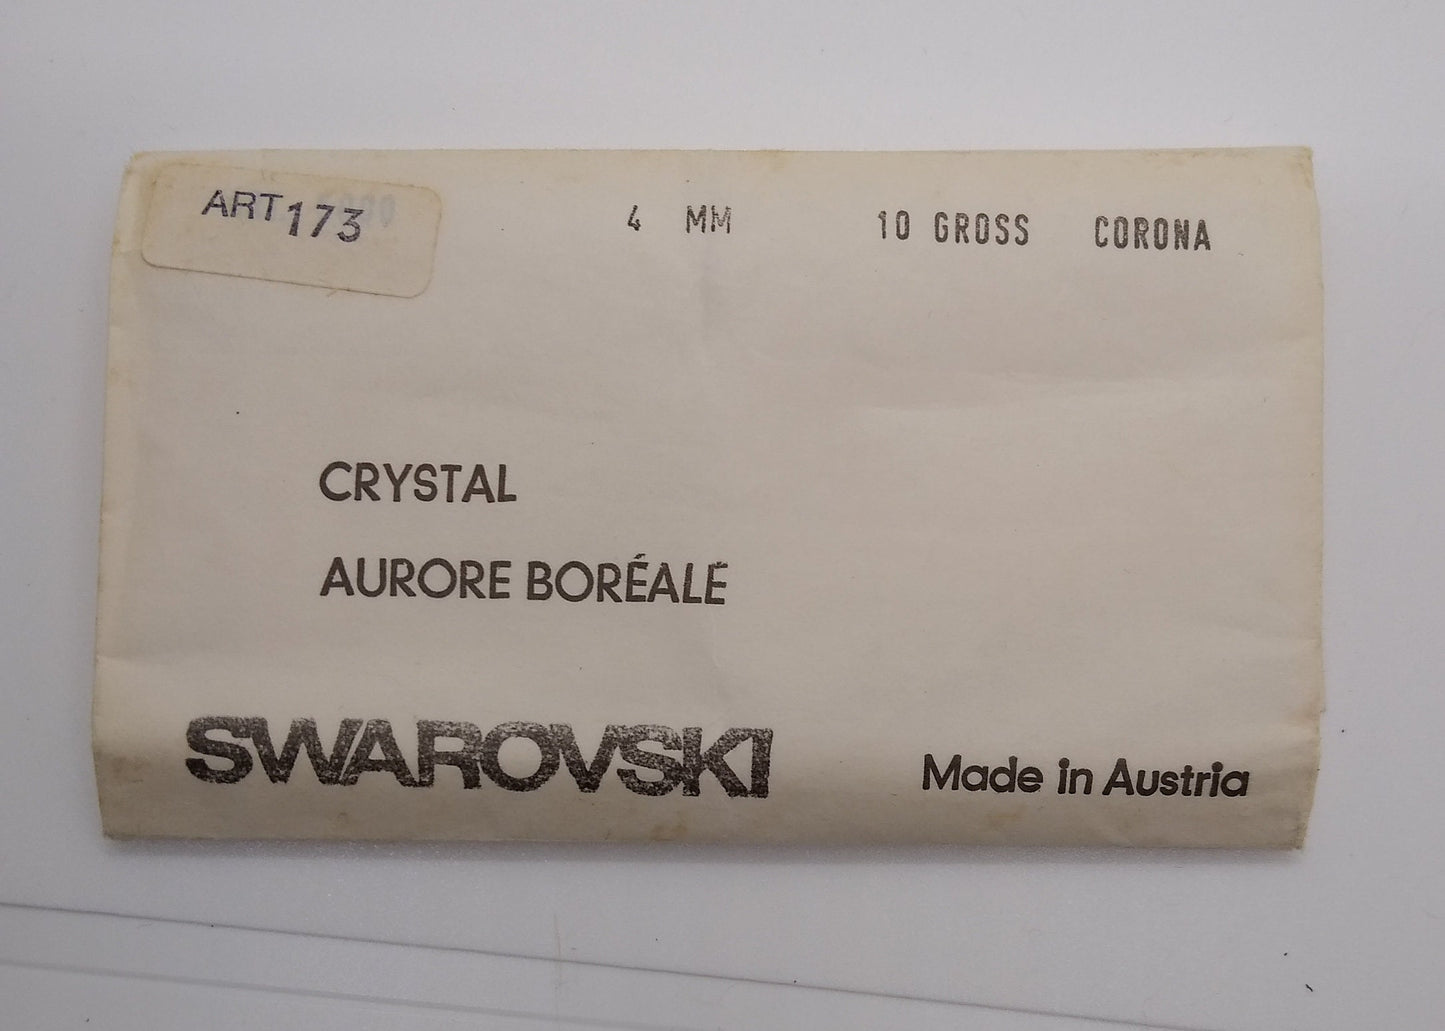 ART 173
4 MM 10 GROSS CORONA
CRYSTAL
AURORE BORÉALE
SWAROVSKI
Made in Austria